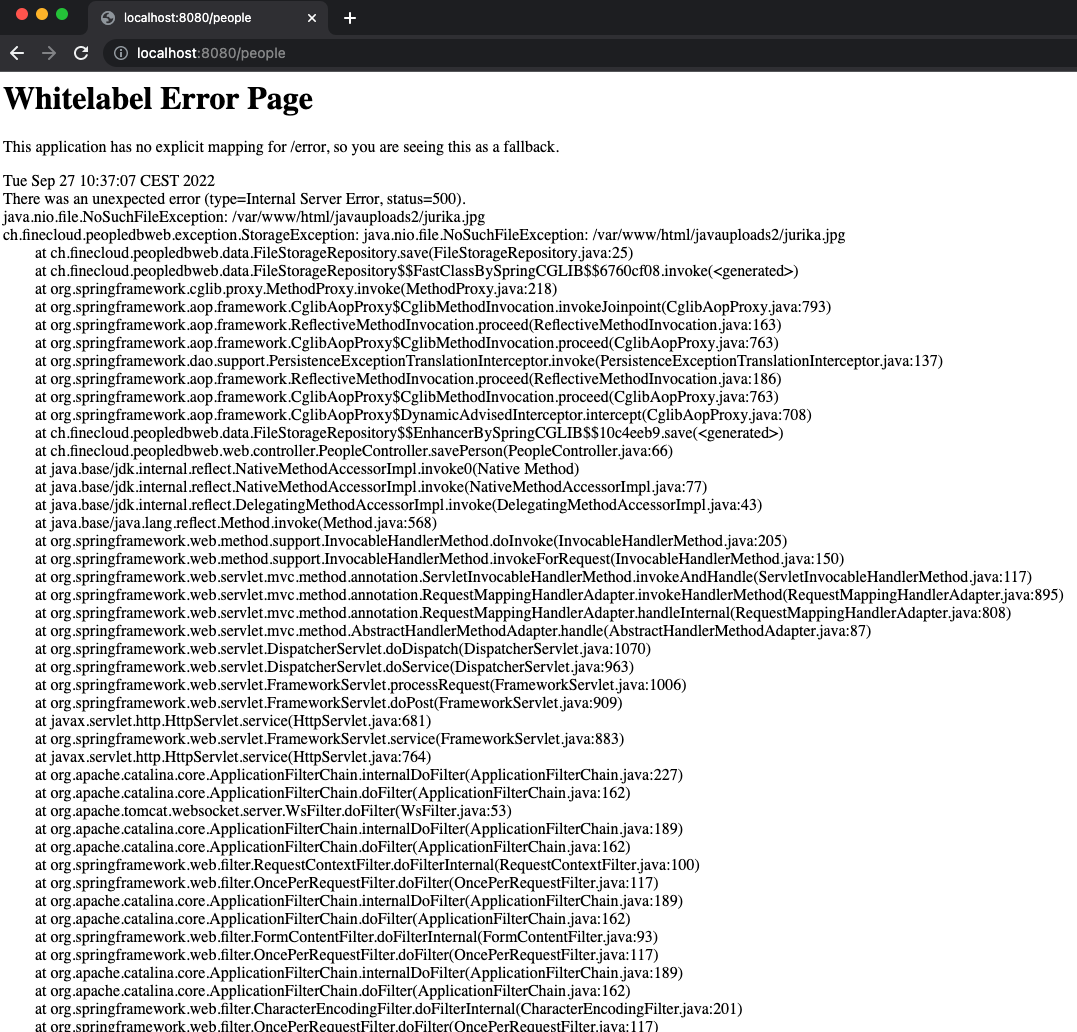 localhost:8080/people
localhost:8080/people
Whitelabel Error Page
This application has no explicit mapping for /error, so you are seeing this as a fallback.
Tue Sep 27 10:37:07 CEST 2022
There was an unexpected error (type=Internal Server Error, status=500).
java.nio.file.NoSuchFileException: /var/www/html/javauploads2/jurika.jpg
ch.finecloud.peopledbweb.exception.StorageException: java.nio.file.NoSuchFileException: /var/www/html/javauploads2/jurika.jpg
at ch.finecloud.peopledbweb.data.FileStorageRepository.save(FileStorageRepository.java:25)
at ch.finecloud.peopledbweb.data.FileStorageRepository$$FastClassBySpringCGLIB$$6760cf08.invoke(<generated>)
at org.springframework.cglib.proxy.MethodProxy.invoke(MethodProxy.java:218)
at org.springframework.aop.framework.CglibAopProxy$CglibMethodInvocation.invokeJoinpoint(CglibAopProxy.java:793)
at org.springframework.aop.framework.ReflectiveMethodInvocation.proceed(ReflectiveMethodInvocation.java:163)
at org.springframework.aop.framework.CglibAopProxy$CglibMethodInvocation.proceed(CglibAopProxy.java:763)
at org.springframework.dao.support.PersistenceExceptionTranslationInterceptor.invoke(PersistenceExceptionTranslationInterceptor.java:137)
at org.springframework.aop.framework.ReflectiveMethodInvocation.proceed(ReflectiveMethodInvocation.java:186)
at org.springframework.aop.framework.CglibAopProxy$CglibMethodInvocation.proceed(CglibAopProxy.java:763)
at org.springframework.aop.framework.CglibAopProxy$DynamicAdvisedInterceptor.intercept(CglibAopProxy.java:708)
at ch.finecloud.peopledbweb.data.FileStorageRepository$$EnhancerBySpringCGLIB$$10c4eeb9.save(<generated>)
at ch.finecloud.peopledbweb.web.controller.PeopleController.savePerson(PeopleController.java:66)
at java.base/jdk.internal.reflect.NativeMethodAccessorImpl.invoke0(Native Method)
at java.base/jdk.internal.reflect.NativeMethodAccessorImpl.invoke(NativeMethodAccessorImpl.java:77)
at java.base/jdk.internal.reflect.DelegatingMethodAccessorImpl.invoke(DelegatingMethodAccessorImpl.java:43)
at java.base/java.lang.reflect.Method.invoke(Method.java:568)
at org.springframework.web.method.support.InvocableHandlerMethod.doInvoke(InvocableHandlerMethod.java:205)
at org.springframework.web.method.support.InvocableHandlerMethod.invokeForRequest(InvocableHandlerMethod.java:150)
at org.springframework.web.servlet.mvc.method.annotation.ServletInvocableHandlerMethod.invokeAndHandle(ServletInvocableHandlerMethod.java:117)
at org.springframework.web.servlet.mvc.method.annotation.RequestMappingHandlerAdapter.invokeHandlerMethod(RequestMappingHandlerAdapter.java:895)
at org.springframework.web.servlet.mvc.method.annotation.RequestMappingHandlerAdapter.handleInternal(RequestMappingHandlerAdapter.java:808)
at org.springframework.web.servlet.mvc.method.AbstractHandlerMethodAdapter.handle(AbstractHandlerMethodAdapter.java:87)
at org.springframework.web.servlet.DispatcherServlet.doDispatch(DispatcherServlet.java:1070)
at org.springframework.web.servlet.DispatcherServlet.doService(DispatcherServlet.java:963)
at org.springframework.web.servlet.FrameworkServlet.processRequest(FrameworkServlet.java:1006)
at org.springframework.web.servlet.FrameworkServlet.doPost(FrameworkServlet.java:909)
at javax.servlet.http.HttpServlet.service(HttpServlet.java:681)
at org.springframework.web.servlet.FrameworkServlet.service(FrameworkServlet.java:883)
at javax.servlet.http.HttpServlet.service(HttpServlet.java:764)
at org.apache.catalina.core.ApplicationFilterChain.internalDoFilter(ApplicationFilterChain.java:227)
at org.apache.catalina.core.ApplicationFilterChain.doFilter(ApplicationFilterChain.java:162)
at org.apache.tomcat.websocket.server.WsFilter.doFilter(WsFilter.java:53)
at org.apache.catalina.core.ApplicationFilterChain.internalDoFilter(ApplicationFilterChain.java:189)
at org.apache.catalina.core.ApplicationFilterChain.doFilter(ApplicationFilterChain.java:162)
at org.springframework.web.filter.RequestContextFilter.doFilterInternal(RequestContextFilter.java:100)
at org.springframework.web.filter.OncePerRequestFilter.doFilter(OncePerRequestFilter.java:117)
at org.apache.catalina.core.ApplicationFilterChain.internalDoFilter(ApplicationFilterChain.java:189)
at org.apache.catalina.core.ApplicationFilterChain.doFilter(ApplicationFilterChain.java:162)
at org.springframework.web.filter.FormContentFilter.doFilterInternal(FormContentFilter.java:93)
at org.springframework.web.filter.OncePerRequestFilter.doFilter(OncePerRequestFilter.java:117)
at org.apache.catalina.core.ApplicationFilterChain.internalDoFilter(ApplicationFilterChain.java:189)
at org.apache.catalina.core.ApplicationFilterChain.doFilter(ApplicationFilterChain.java:162)
at org.springframework.web.filter.CharacterEncodingFilter.doFilterInternal(CharacterEncodingFilter.java:201)
at org.springframework.web.filter.OncePerRequestFilter.doFilter(OncePerRequestFilter.java:117)